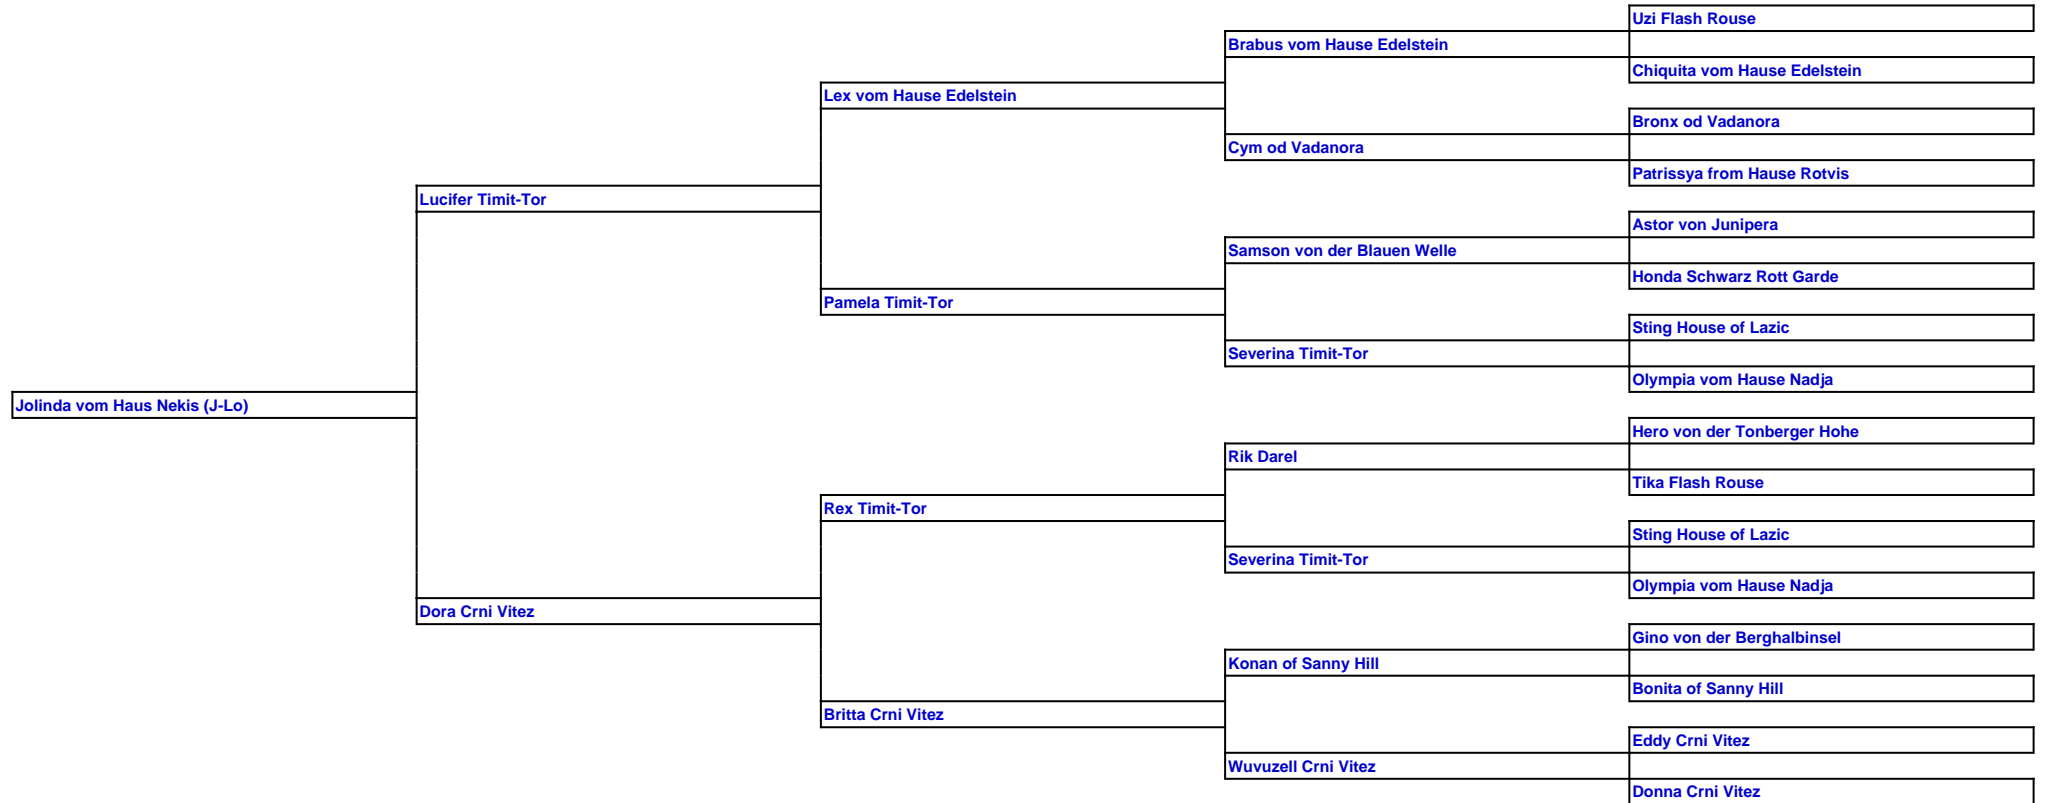 Uzi Flash Rouse
Brabus vom Hause Edelstein
Chiquita vom Hause Edelstein
Lex vom Hause Edelstein
Bronx od Vadanora
Cym od Vadanora
Patrissya from Hause Rotvis
Lucifer Timit-Tor
Astor von Junipera
Samson von der Blauen Welle
Honda Schwarz Rott Garde
Pamela Timit-Tor
Sting House of Lazic
Severina Timit-Tor
Olympia vom Hause Nadja
Jolinda vom Haus Nekis (J-Lo)
Hero von der Tonberger Hohe
Rik Darel
Tika Flash Rouse
Rex Timit-Tor
Sting House of Lazic
Severina Timit-Tor
Olympia vom Hause Nadja
Dora Crni Vitez
Gino von der Berghalbinsel
Konan of Sanny Hill
Bonita of Sanny Hill
Britta Crni Vitez
Eddy Crni Vitez
Wuvuzell Crni Vitez
Donna Crni Vitez